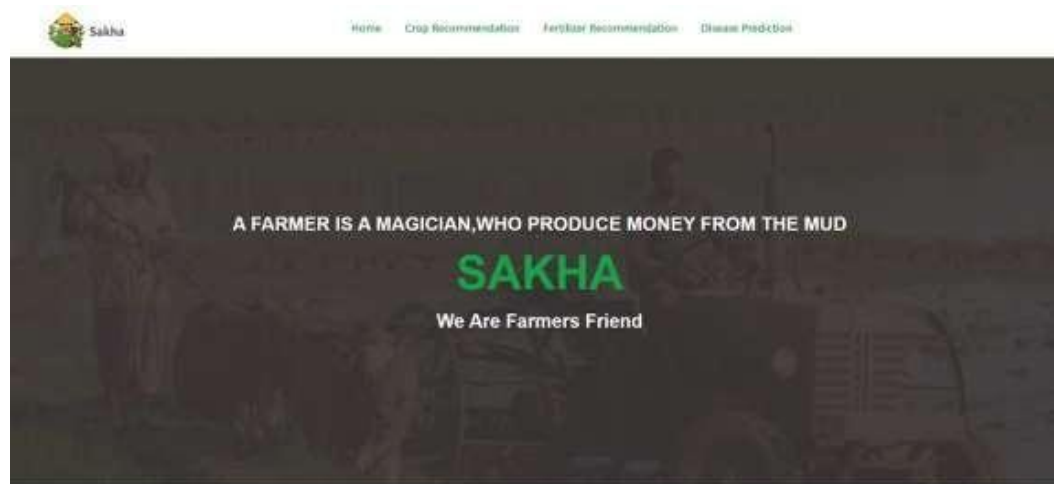 Sakha
Home Crop Recommendation Fertilizer Recommendation Disease Prediction
A FARMER IS A MAGICIAN,WHO PRODUCE MONEY FROM THE MUD
SAKHA
We Are Farmers Friend